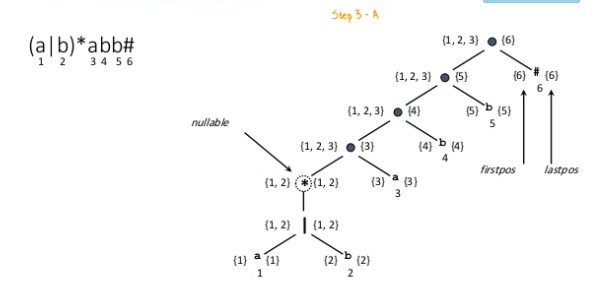 Step 3 - A
(a|b)*abb#
1 2 3 4 5 6
{1, 2, 3} {6}
{1, 2, 3} {5} {6} # {6}
6
{1, 2, 3} {4} {5} b {5}
5
nullable
{1, 2, 3} {3} {4} b {4}
4
firstpos lastpos
{1, 2} * {1, 2} {3} a {3}
3
{1, 2} | {1, 2}
{1} a {1} {2} b {2}
1 2